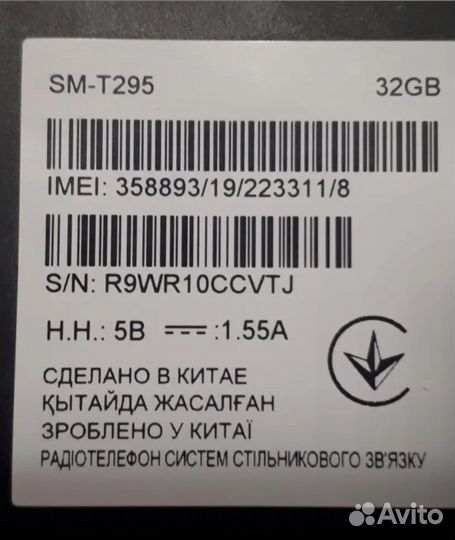 SM-T295 32GB
IMEI: 358893/19/223311/8
S/N: R9WR10CCVTJ
H.H.: 5B ⎓:1.55A
СДЕЛАНО В КИТАЕ
ҚЫТАЙДА ЖАСАЛҒАН
ЗРОБЛЕНО У КИТАЇ
РАДІОТЕЛЕФОН СИСТЕМ СТІЛЬНИКОВОГО ЗВ'ЯЗКУ
Avito